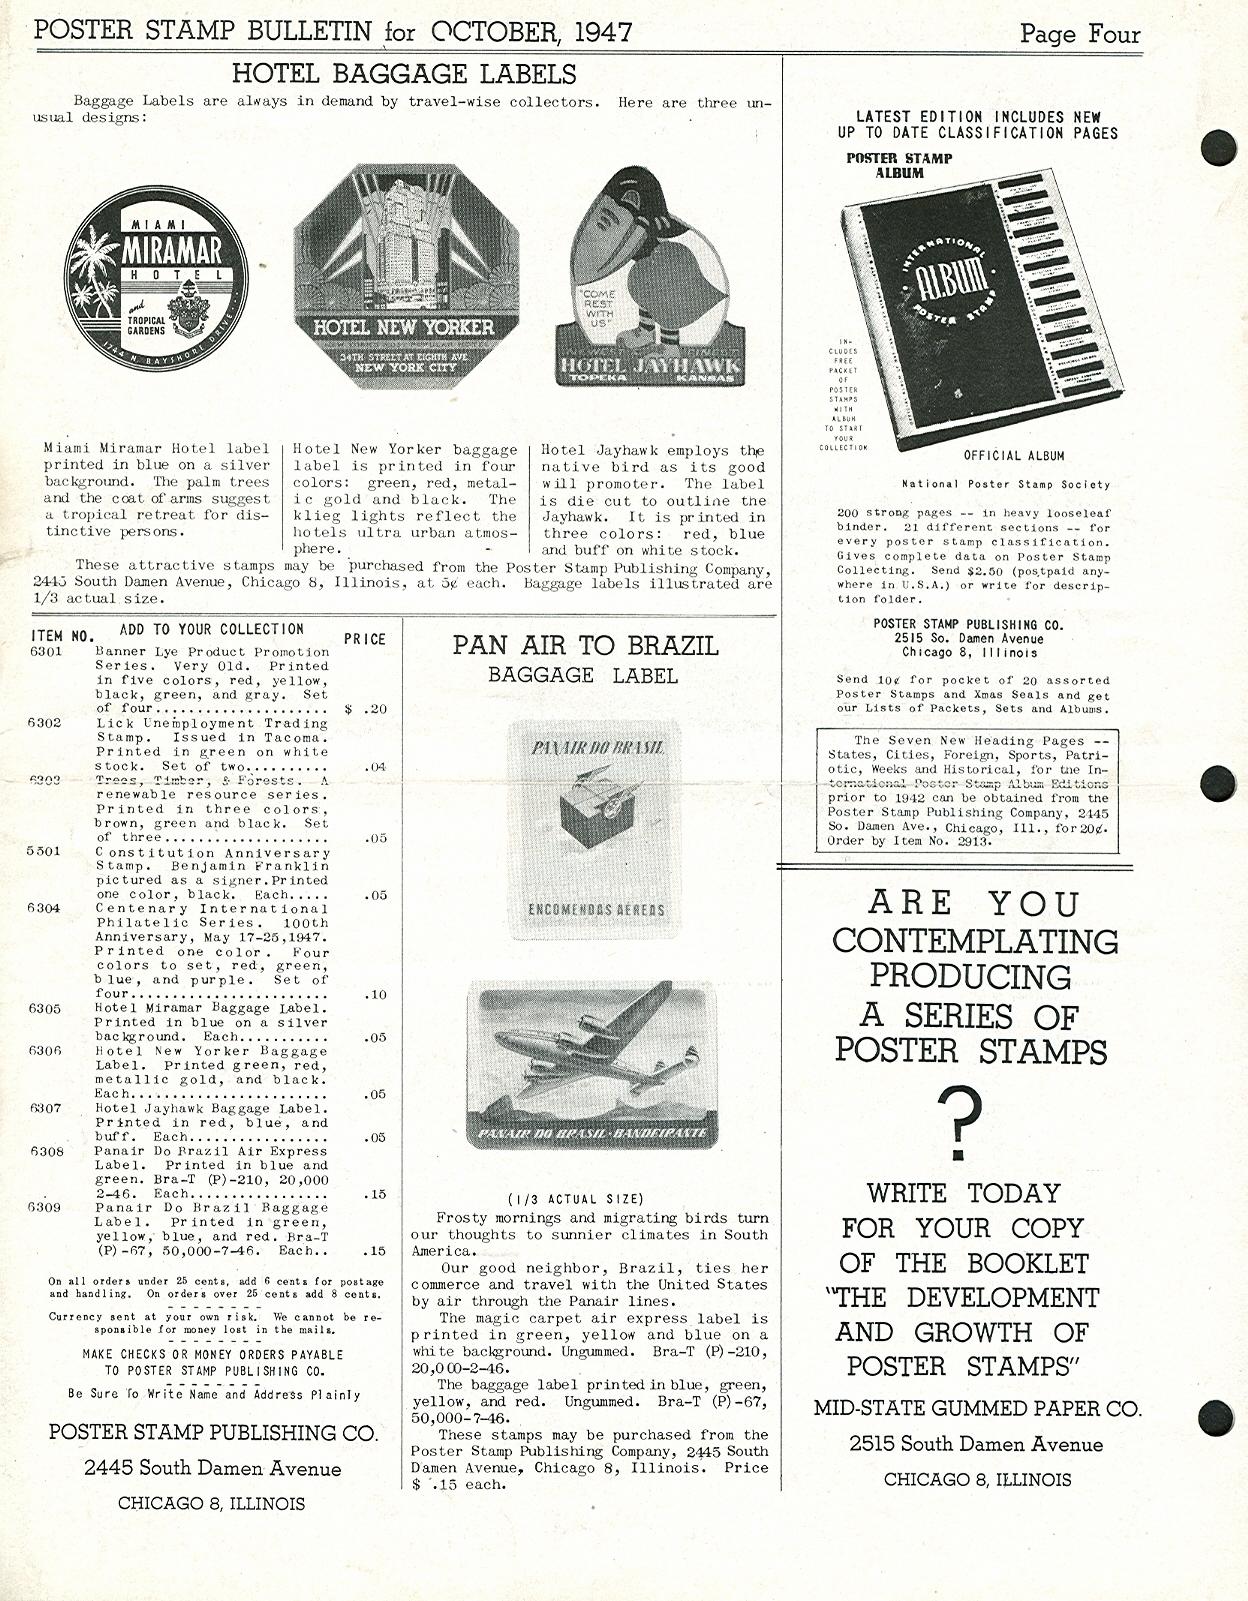 POSTER STAMP BULLETIN for OCTOBER, 1947
Page Four
HOTEL BAGGAGE LABELS
Baggage Labels are always in demand by travel-wise collectors. Here are three un-
usual designs:
MIAMI
MIRAMAR
HOTEL
and
TROPICAL
GARDENS
1744 N. BAYSHORE DRIVE
HOTEL NEW YORKER
34TH STREET AT EIGHTH AVE.
NEW YORK CITY
"COME
REST
WITH
US"
HOTEL JAYHAWK
TOPEKA KANSAS
Miami Miramar Hotel label
printed in blue on a silver
background. The palm trees
and the coat of arms suggest
a tropical retreat for dis-
tinctive persons.
Hotel New Yorker baggage
label is printed in four
colors: green, red, metal-
ic gold and black. The
klieg lights reflect the
hotels ultra urban atmos-
phere.
Hotel Jayhawk employs the
native bird as its good
will promoter. The label
is die cut to outline the
Jayhawk. It is printed in
three colors: red, blue
and buff on white stock.
These attractive stamps may be purchased from the Poster Stamp Publishing Company,
2445 South Damen Avenue, Chicago 8, Illinois, at 5¢ each. Baggage labels illustrated are
1/3 actual size.
ITEM NO. ADD TO YOUR COLLECTION PRICE
6301 Banner Lye Product Promotion
Series. Very Old. Printed
in five colors, red, yellow,
black, green, and gray. Set
of four..................... $ .20
6302 Lick Unemployment Trading
Stamp. Issued in Tacoma.
Printed in green on white
stock. Set of two.......... .04
6303 Trees, Timber, & Forests. A
renewable resource series.
Printed in three colors,
brown, green and black. Set
of three................... .05
5501 Constitution Anniversary
Stamp. Benjamin Franklin
pictured as a signer.Printed
one color, black. Each..... .05
6304 Centenary International
Philatelic Series. 100th
Anniversary, May 17-25,1947.
Printed one color. Four
colors to set, red, green,
blue, and purple. Set of
four....................... .10
6305 Hotel Miramar Baggage Label.
Printed in blue on a silver
background. Each........... .05
6306 Hotel New Yorker Baggage
Label. Printed green, red,
metallic gold, and black.
Each....................... .05
6307 Hotel Jayhawk Baggage Label.
Printed in red, blue, and
buff. Each................. .05
6308 Panair Do Brazil Air Express
Label. Printed in blue and
green. Bra-T (P)-210, 20,000
2-46. Each................. .15
6309 Panair Do Brazil Baggage
Label. Printed in green,
yellow, blue, and red. Bra-T
(P)-67, 50,000-7-46. Each.. .15
On all orders under 25 cents, add 6 cents for postage
and handling. On orders over 25 cents add 8 cents.
Currency sent at your own risk. We cannot be re-
sponsible for money lost in the mails.
MAKE CHECKS OR MONEY ORDERS PAYABLE
TO POSTER STAMP PUBLISHING CO.
Be Sure To Write Name and Address Plainly
POSTER STAMP PUBLISHING CO.
2445 South Damen Avenue
CHICAGO 8, ILLINOIS
PAN AIR TO BRAZIL
BAGGAGE LABEL
PANAIR DO BRASIL
ENCOMENDAS AEREAS
PANAIR DO BRASIL-BANDEIRANTE
(1/3 ACTUAL SIZE)
Frosty mornings and migrating birds turn
our thoughts to sunnier climates in South
America.
Our good neighbor, Brazil, ties her
commerce and travel with the United States
by air through the Panair lines.
The magic carpet air express label is
printed in green, yellow and blue on a
white background. Ungummed. Bra-T (P)-210,
20,000-2-46.
The baggage label printed in blue, green,
yellow, and red. Ungummed. Bra-T (P)-67,
50,000-7-46.
These stamps may be purchased from the
Poster Stamp Publishing Company, 2445 South
Damen Avenue, Chicago 8, Illinois. Price
$ .15 each.
LATEST EDITION INCLUDES NEW
UP TO DATE CLASSIFICATION PAGES
POSTER STAMP
ALBUM
INTERNATIONAL
ALBUM
POSTER STAMP
IN-
CLUDES
FREE
PACKET
OF
POSTER
STAMPS
WITH
ALBUM
TO START
YOUR
COLLECTION
OFFICIAL ALBUM
National Poster Stamp Society
200 strong pages -- in heavy looseleaf
binder. 21 different sections -- for
every poster stamp classification.
Gives complete data on Poster Stamp
Collecting. Send $2.50 (postpaid any-
where in U.S.A.) or write for descrip-
tion folder.
POSTER STAMP PUBLISHING CO.
2515 So. Damen Avenue
Chicago 8, Illinois
Send 10¢ for pocket of 20 assorted
Poster Stamps and Xmas Seals and get
our Lists of Packets, Sets and Albums.
The Seven New Heading Pages --
States, Cities, Foreign, Sports, Patri-
otic, Weeks and Historical, for the In-
ternational Poster Stamp Album Editions
prior to 1942 can be obtained from the
Poster Stamp Publishing Company, 2445
So. Damen Ave., Chicago, Ill., for 20¢.
Order by Item No. 2913.
ARE YOU
CONTEMPLATING
PRODUCING
A SERIES OF
POSTER STAMPS
?
WRITE TODAY
FOR YOUR COPY
OF THE BOOKLET
"THE DEVELOPMENT
AND GROWTH OF
POSTER STAMPS"
MID-STATE GUMMED PAPER CO.
2515 South Damen Avenue
CHICAGO 8, ILLINOIS